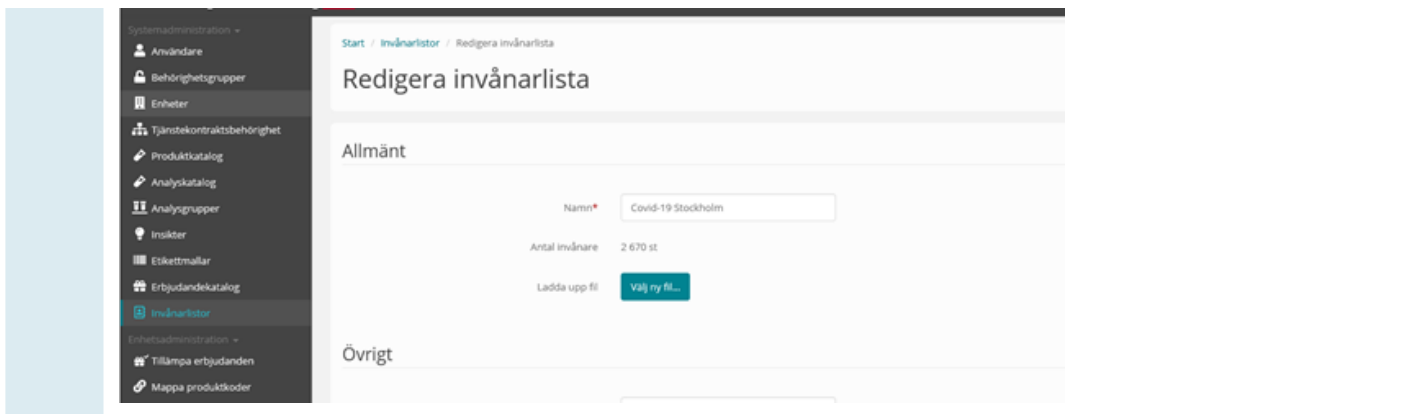 Systemadministration
Användare
Behörighetsgrupper
Enheter
Tjänstekontraktsbehörighet
Produktkatalog
Analyskatalog
Analysgrupper
Insikter
Etikettmallar
Erbjudandekatalog
Invånarlistor
Enhetsadministration
Tillämpa erbjudanden
Mappa produktkoder
Start / Invånarlistor / Redigera invånarlista
Redigera invånarlista
Allmänt
Namn* Covid-19 Stockholm
Antal invånare 2 670 st
Ladda upp fil Välj ny fil...
Övrigt